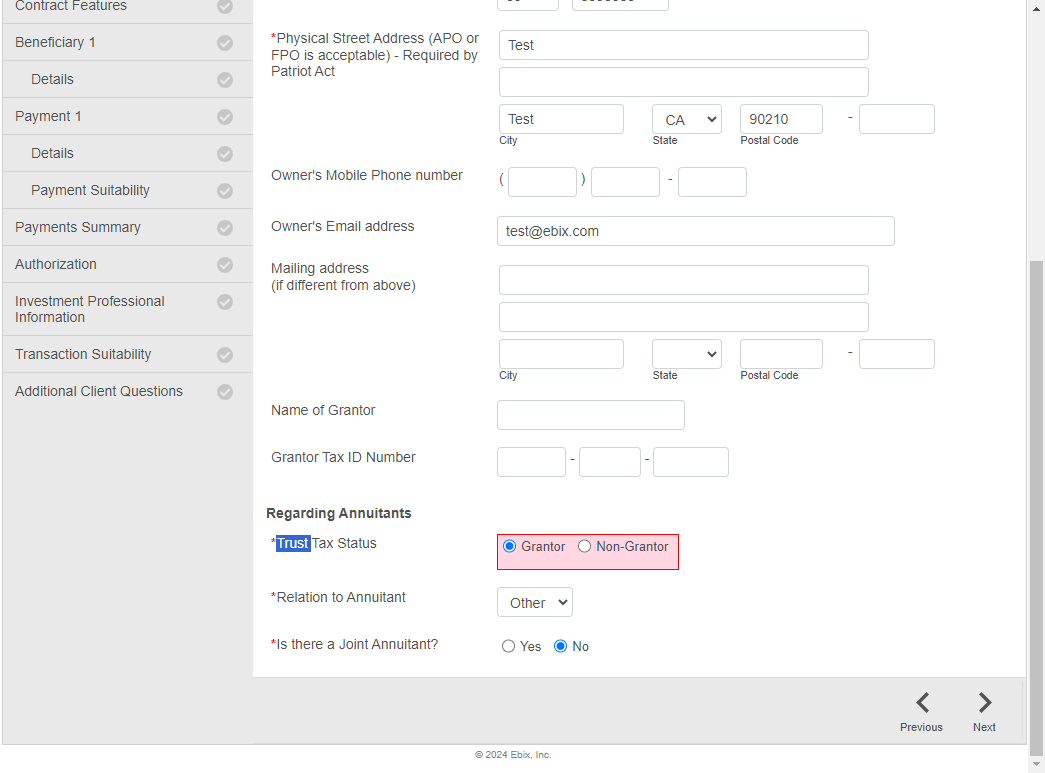 Contract Features
Beneficiary 1
Details
Payment 1
Details
Payment Suitability
Payments Summary
Authorization
Investment Professional
Information
Transaction Suitability
Additional Client Questions
*Physical Street Address (APO or
FPO is acceptable) - Required by
Patriot Act
Test
Test CA 90210 -
City State Postal Code
Owner's Mobile Phone number ( ) -
Owner's Email address test@ebix.com
Mailing address
(if different from above)
-
City State Postal Code
Name of Grantor
Grantor Tax ID Number - -
Regarding Annuitants
*Trust Tax Status Grantor Non-Grantor
*Relation to Annuitant Other
*Is there a Joint Annuitant? Yes No
Previous Next
© 2024 Ebix, Inc.